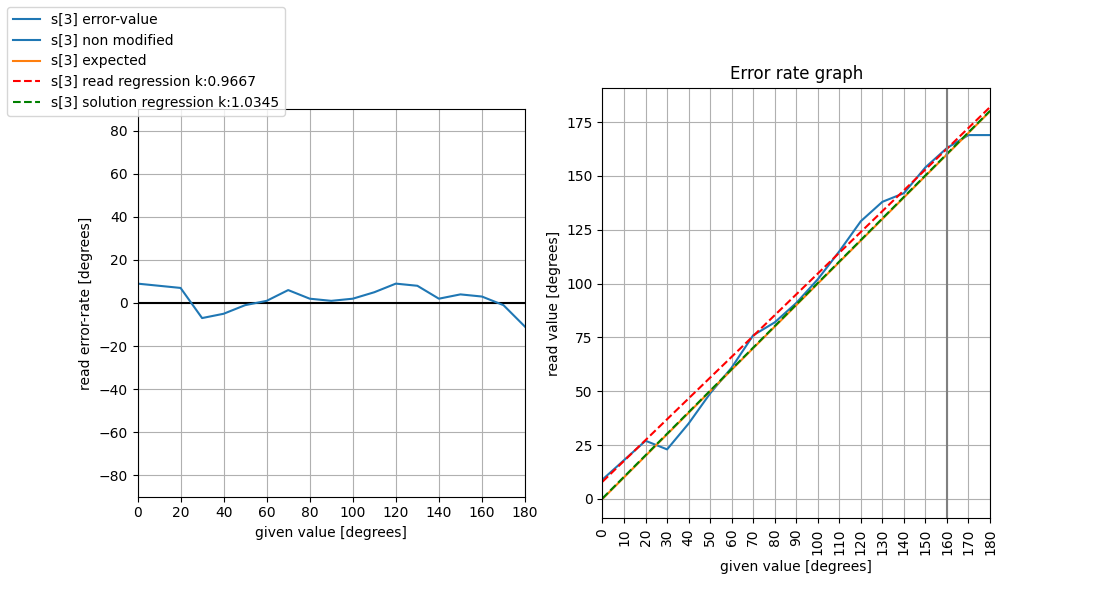 s[3] error-value
s[3] non modified
s[3] expected
s[3] read regression k:0.9667
s[3] solution regression k:1.0345
80
60
40
20
0
−20
−40
−60
−80
read error-rate [degrees]
0 20 40 60 80 100 120 140 160 180
given value [degrees]
Error rate graph
175
150
125
100
75
50
25
0
read value [degrees]
0 10 20 30 40 50 60 70 80 90 100 110 120 130 140 150 160 170 180
given value [degrees]